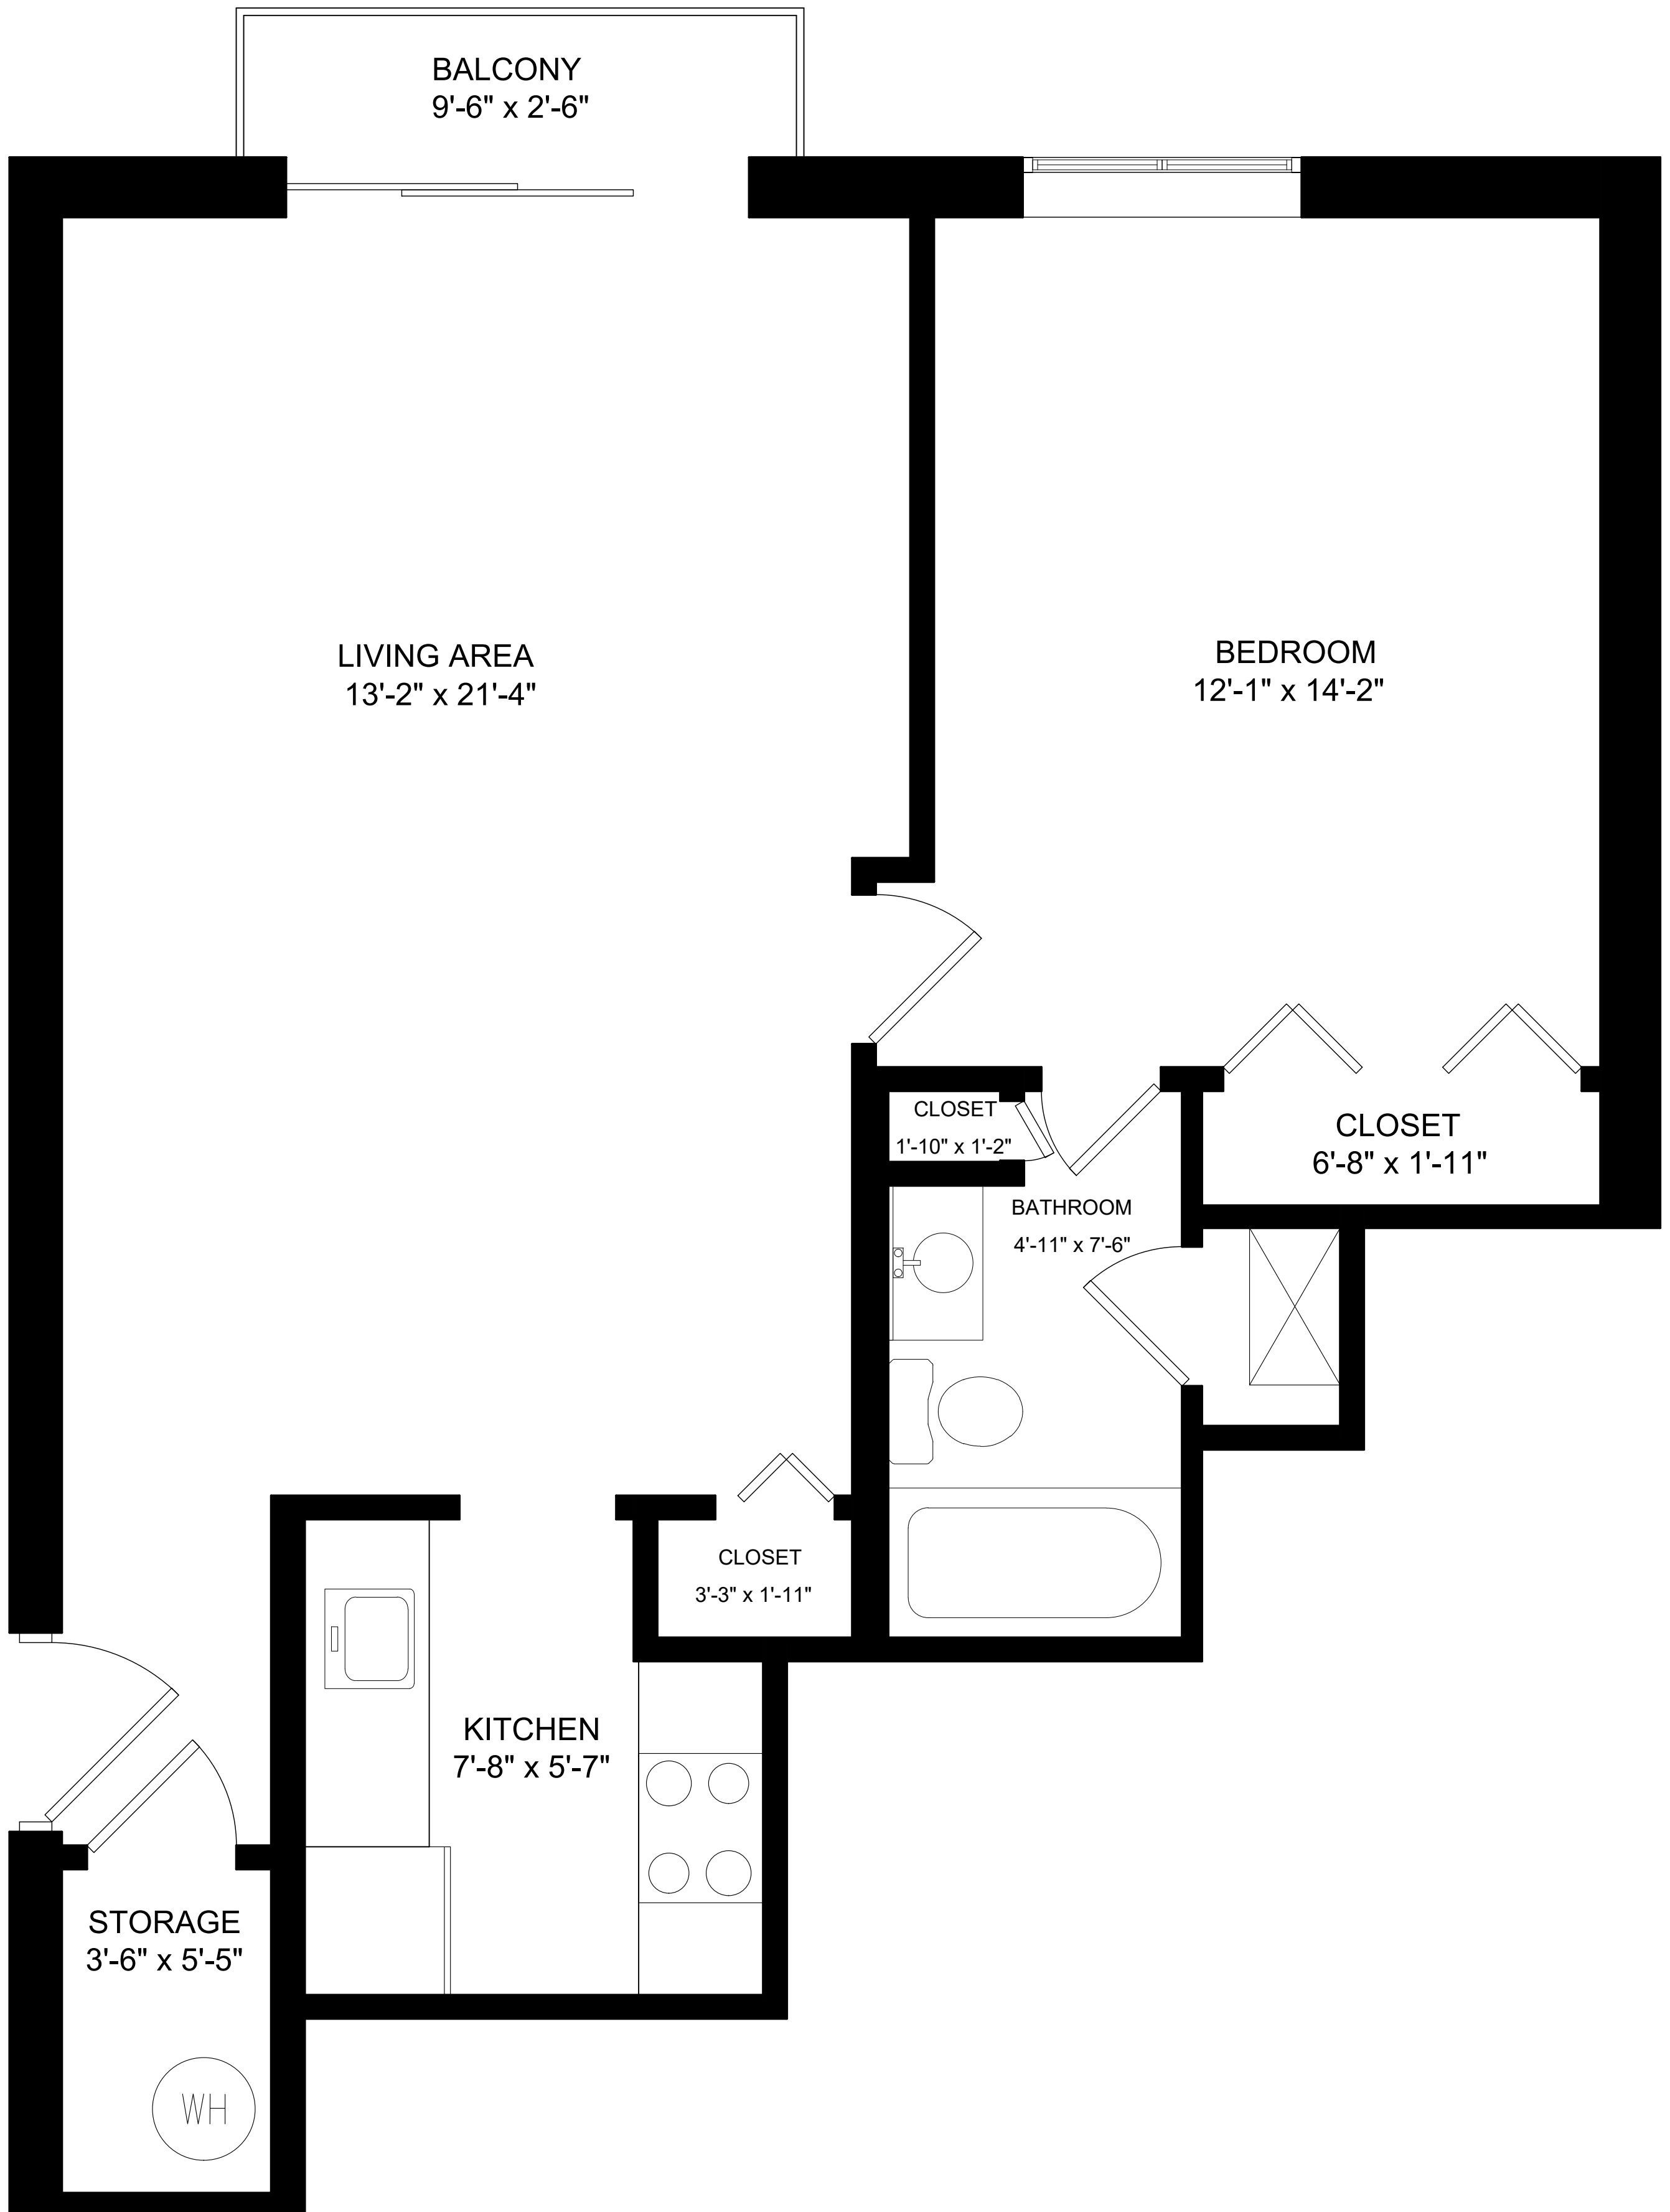 BALCONY
9'-6" x 2'-6"
LIVING AREA
13'-2" x 21'-4"
BEDROOM
12'-1" x 14'-2"
CLOSET
1'-10" x 1'-2"
CLOSET
6'-8" x 1'-11"
BATHROOM
4'-11" x 7'-6"
CLOSET
3'-3" x 1'-11"
KITCHEN
7'-8" x 5'-7"
STORAGE
3'-6" x 5'-5"
WH